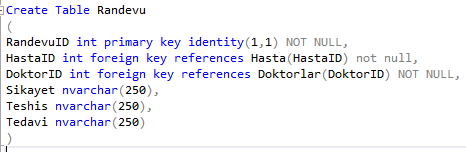 Create Table Randevu
(
RandevuID int primary key identity(1,1) NOT NULL,
HastaID int foreign key references Hasta(HastaID) not null,
DoktorID int foreign key references Doktorlar(DoktorID) NOT NULL,
Sikayet nvarchar(250),
Teshis nvarchar(250),
Tedavi nvarchar(250)
)